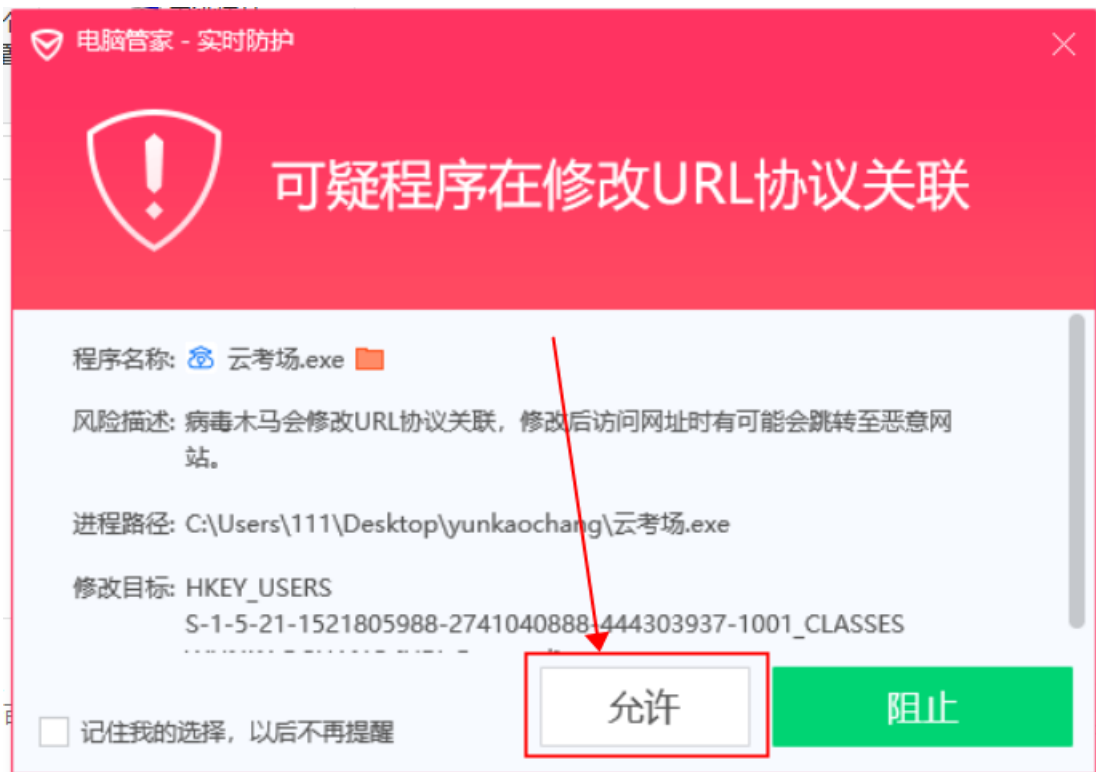 电脑管家 - 实时防护
可疑程序在修改URL协议关联
程序名称: 云考场.exe
风险描述: 病毒木马会修改URL协议关联，修改后访问网址时有可能会跳转至恶意网
站。
进程路径: C:\Users\111\Desktop\yunkaochang\云考场.exe
修改目标: HKEY_USERS
S-1-5-21-1521805988-2741040888-444303937-1001_CLASSES
记住我的选择，以后不再提醒
允许
阻止